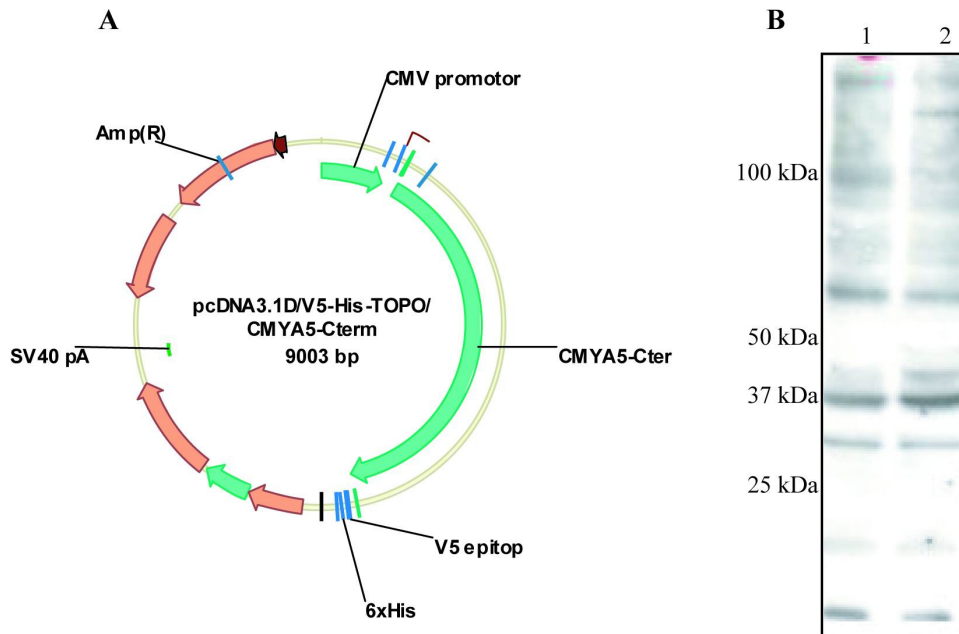 A
CMV promotor
Amp(R)
pcDNA3.1D/V5-His-TOPO/
CMYA5-Cterm
9003 bp
SV40 pA
CMYA5-Cter
V5 epitop
6xHis
B
1 2
100 kDa
50 kDa
37 kDa
25 kDa